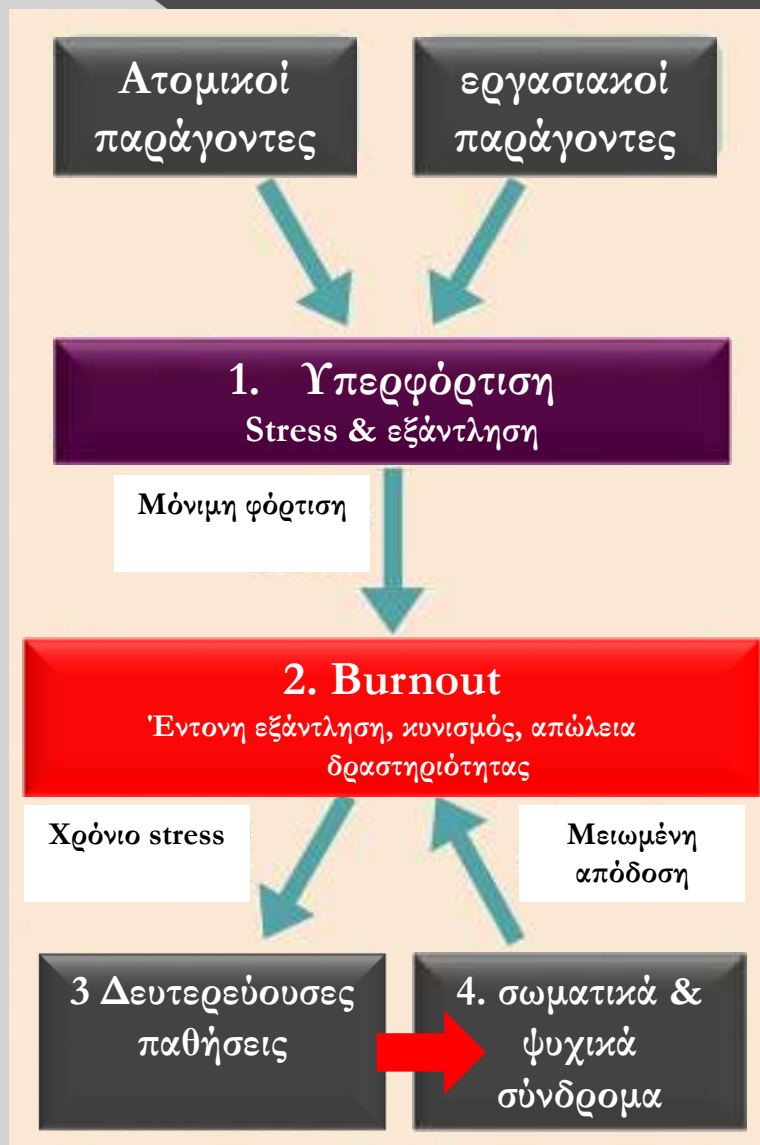 Ατομικοί
παράγοντες
εργασιακοί
παράγοντες
1. Υπερφόρτιση
Stress & εξάντληση
Μόνιμη φόρτιση
2. Burnout
Έντονη εξάντληση, κυνισμός, απώλεια
δραστηριότητας
Χρόνιο stress
Μειωμένη
απόδοση
3 Δευτερεύουσες
παθήσεις
4. σωματικά &
ψυχικά
σύνδρομα